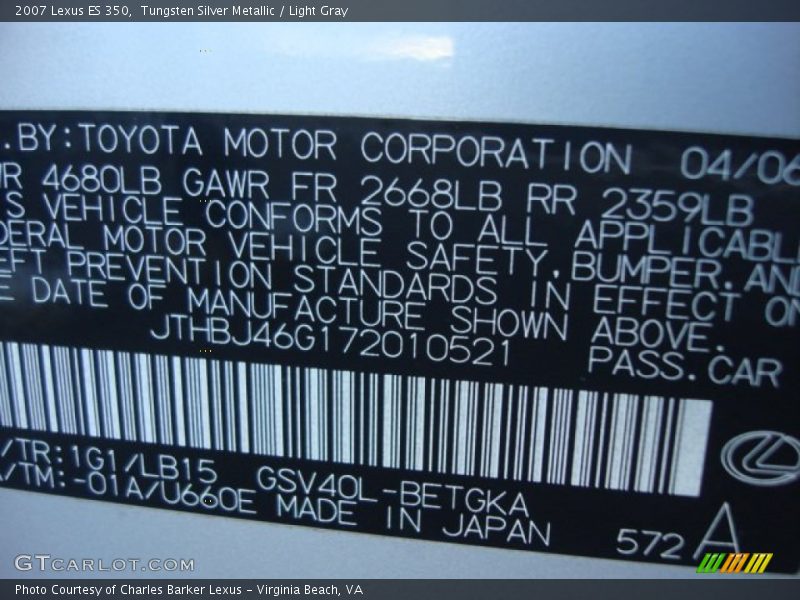 2007 Lexus ES 350,  Tungsten Silver Metallic / Light Gray
.BY:TOYOTA MOTOR CORPORATION 04/06
WR 4680LB GAWR FR 2668LB RR 2359LB
S VEHICLE CONFORMS TO ALL APPLICABLE
DERAL MOTOR VEHICLE SAFETY,BUMPER,AND
EFT PREVENTION STANDARDS IN EFFECT ON
E DATE OF MANUFACTURE SHOWN ABOVE.
JTHBJ46G172010521 PASS.CAR
/TR:1G1/LB15 GSV40L-BETGKA
A/TM:-01A/U660E MADE IN JAPAN 572 A
GTCARLOT.COM
Photo Courtesy of Charles Barker Lexus - Virginia Beach, VA